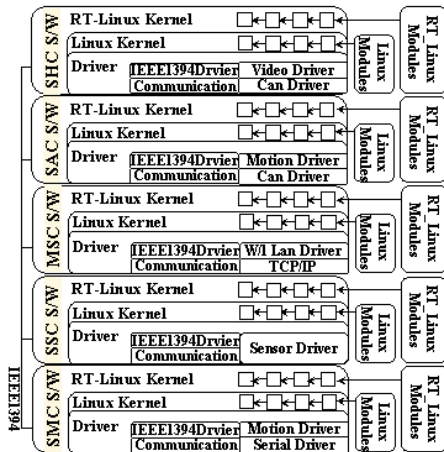 SHC S/W
RT-Linux Kernel
Linux Kernel
Driver
IEEE1394Drvier
Communication
Video Driver
Can Driver
Linux
Modules
RT_Linux
Modules
SAC S/W
RT-Linux Kernel
Linux Kernel
Driver
IEEE1394Drvier
Communication
Motion Driver
Can Driver
Linux
Modules
RT_Linux
Modules
MSC S/W
RT-Linux Kernel
Linux Kernel
Driver
IEEE1394Drvier
Communication
W/l Lan Driver
TCP/IP
Linux
Modules
RT_Linux
Modules
SSC S/W
RT-Linux Kernel
Linux Kernel
Driver
IEEE1394Drvier
Communication
Sensor Driver
Linux
Modules
RT_Linux
Modules
SMC S/W
RT-Linux Kernel
Linux Kernel
Driver
IEEE1394Drvier
Communication
Motion Driver
Serial Driver
Linux
Modules
RT_Linux
Modules
IEEE1394